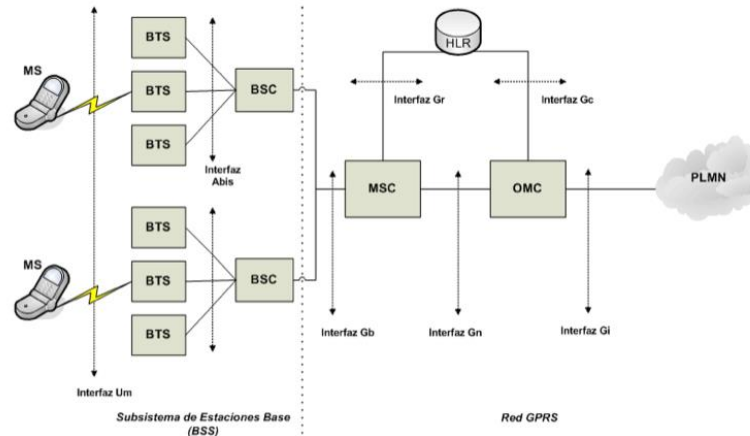 MS
BTS
BTS
BTS
BSC
Interfaz
Abis
MS
BTS
BTS
BTS
BSC
Interfaz Um
Subsistema de Estaciones Base
(BSS)
HLR
Interfaz Gr
Interfaz Gc
MSC
OMC
PLMN
Interfaz Gb
Interfaz Gn
Interfaz Gi
Red GPRS